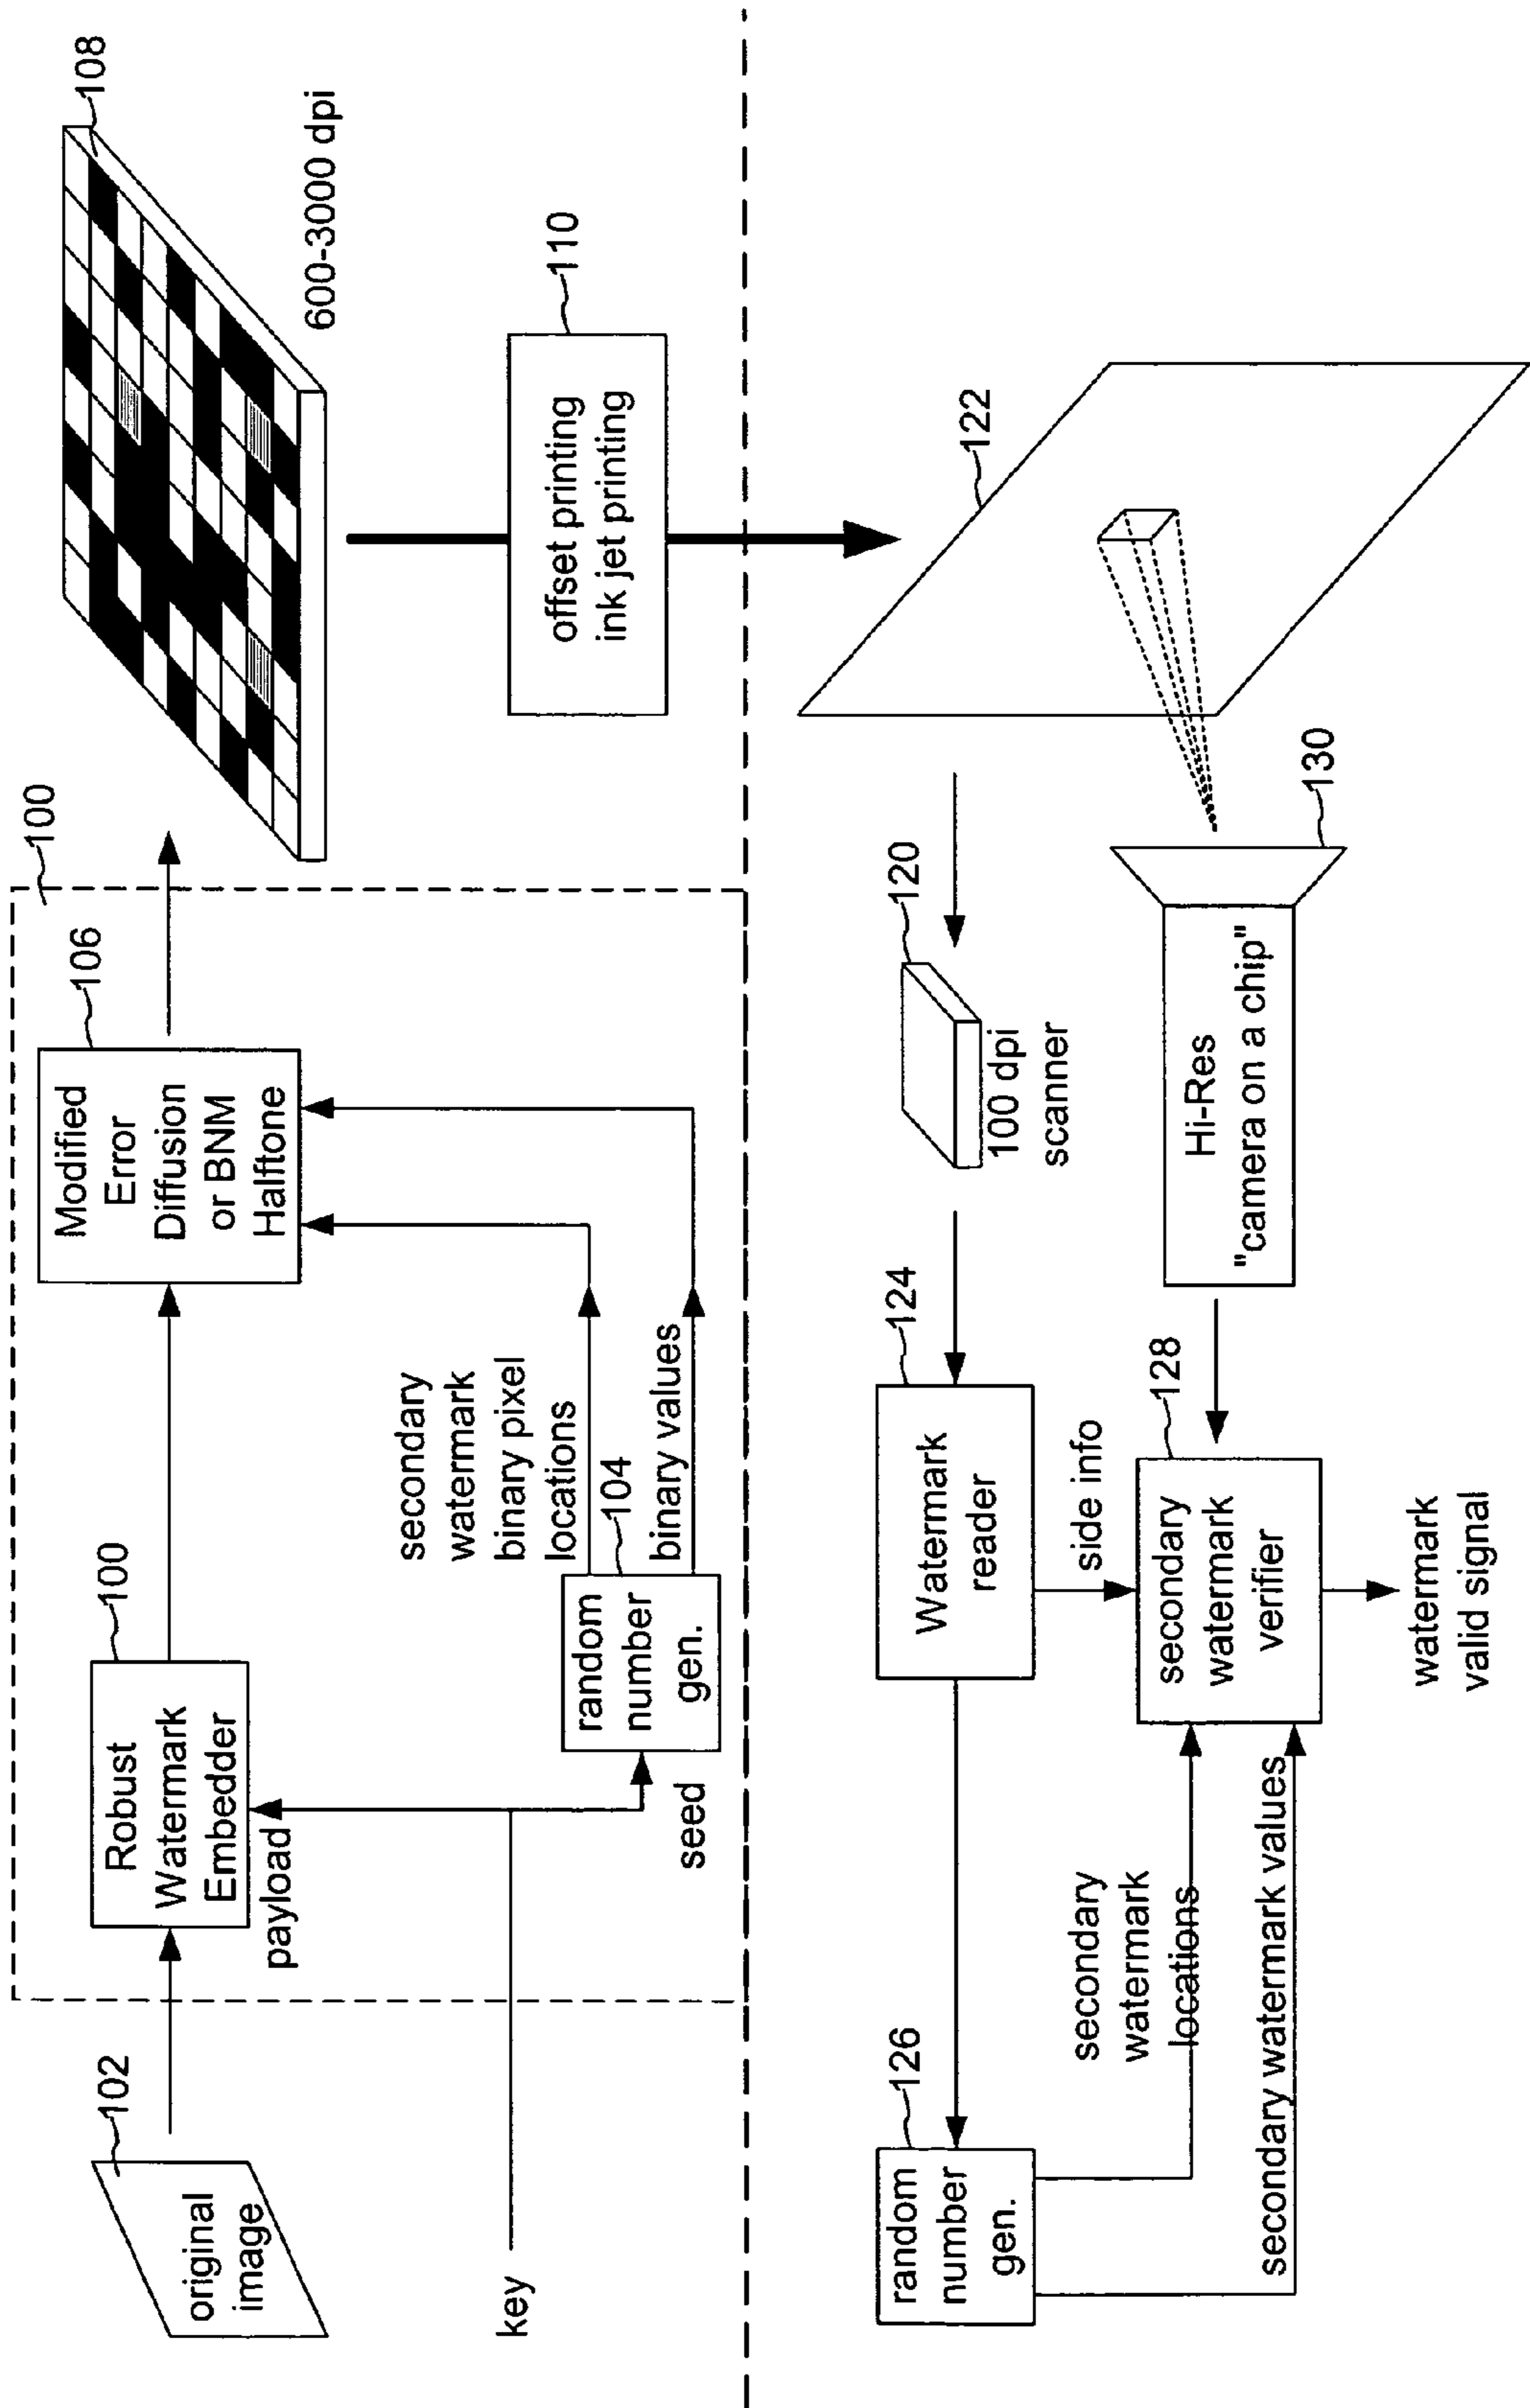 100
108
600-3000 dpi
102
original
image
100
Robust
Watermark
Embedder
payload
106
Modified
Error
Diffusion
or BNM
Halftone
secondary
watermark
binary pixel
locations
104
binary values
random
number
gen.
seed
key
110
offset printing
ink jet printing
122
120
100 dpi
scanner
124
Watermark
reader
126
random
number
gen.
side info
130
Hi-Res
"camera on a chip"
128
secondary
watermark
verifier
secondary
watermark
locations
secondary watermark values
watermark
valid signal